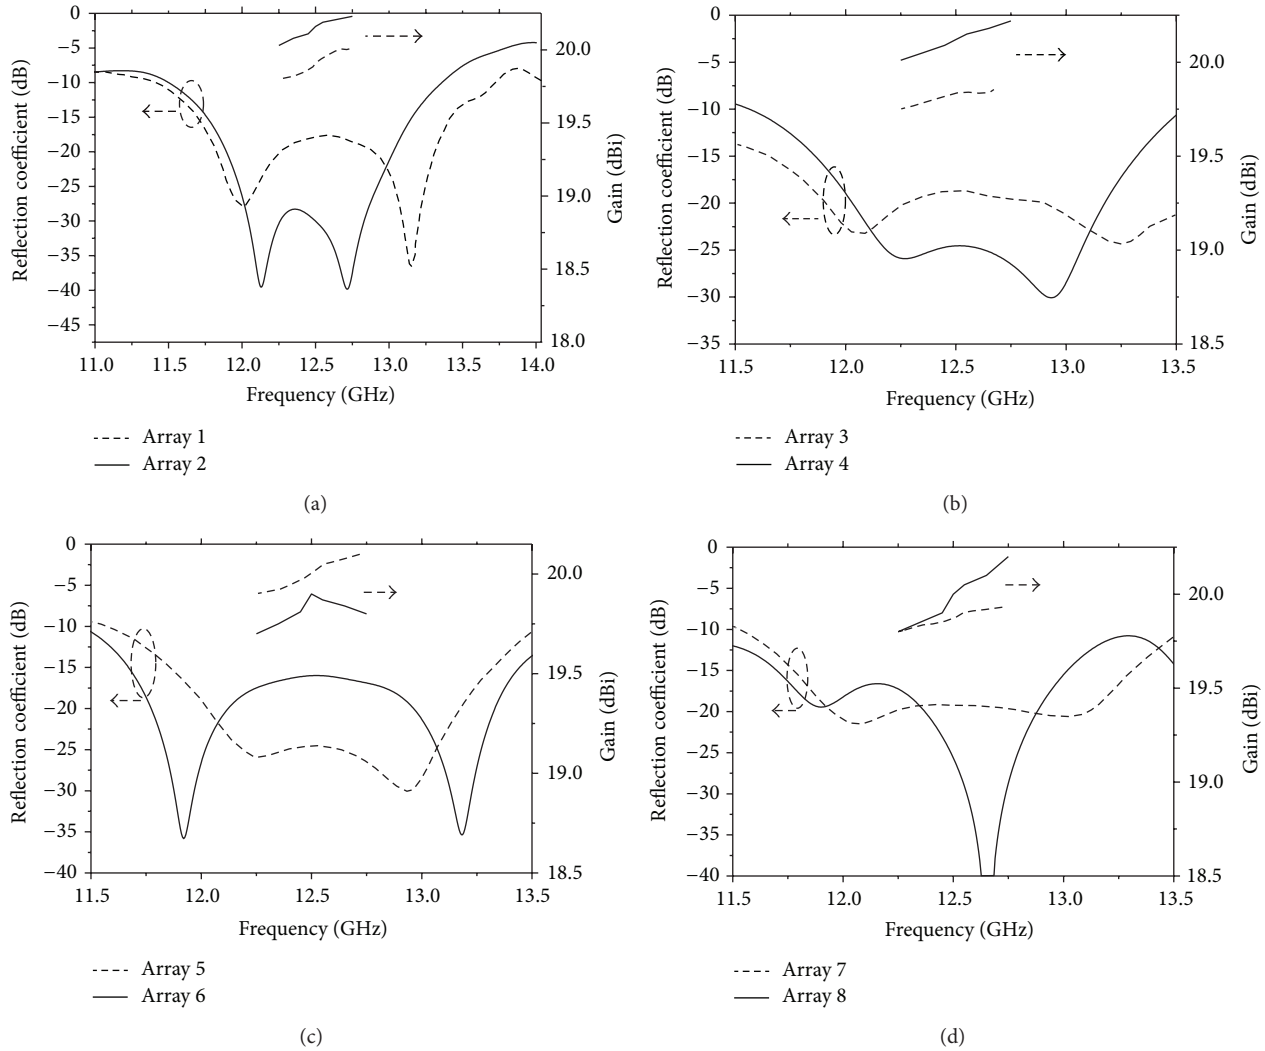 0
−5
−10
−15
−20
−25
−30
−35
−40
−45
Reflection coefficient (dB)
20.0
19.5
19.0
18.5
18.0
Gain (dBi)
11.0 11.5 12.0 12.5 13.0 13.5 14.0
Frequency (GHz)
Array 1
Array 2
(a)
0
−5
−10
−15
−20
−25
−30
−35
Reflection coefficient (dB)
20.0
19.5
19.0
18.5
Gain (dBi)
11.5 12.0 12.5 13.0 13.5
Frequency (GHz)
Array 3
Array 4
(b)
0
−5
−10
−15
−20
−25
−30
−35
−40
Reflection coefficient (dB)
20.0
19.5
19.0
18.5
Gain (dBi)
11.5 12.0 12.5 13.0 13.5
Frequency (GHz)
Array 5
Array 6
(c)
0
−5
−10
−15
−20
−25
−30
−35
−40
Reflection coefficient (dB)
20.0
19.5
19.0
18.5
Gain (dBi)
11.5 12.0 12.5 13.0 13.5
Frequency (GHz)
Array 7
Array 8
(d)